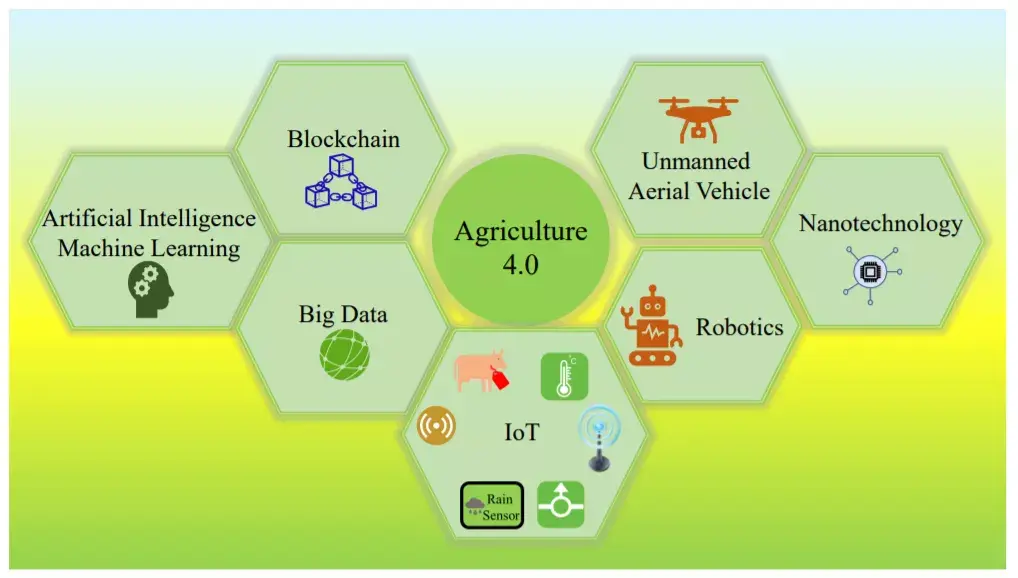 Blockchain
Unmanned
Aerial Vehicle
Artificial Intelligence
Machine Learning
Agriculture
4.0
Nanotechnology
Big Data
Robotics
°C
IoT
Rain
Sensor